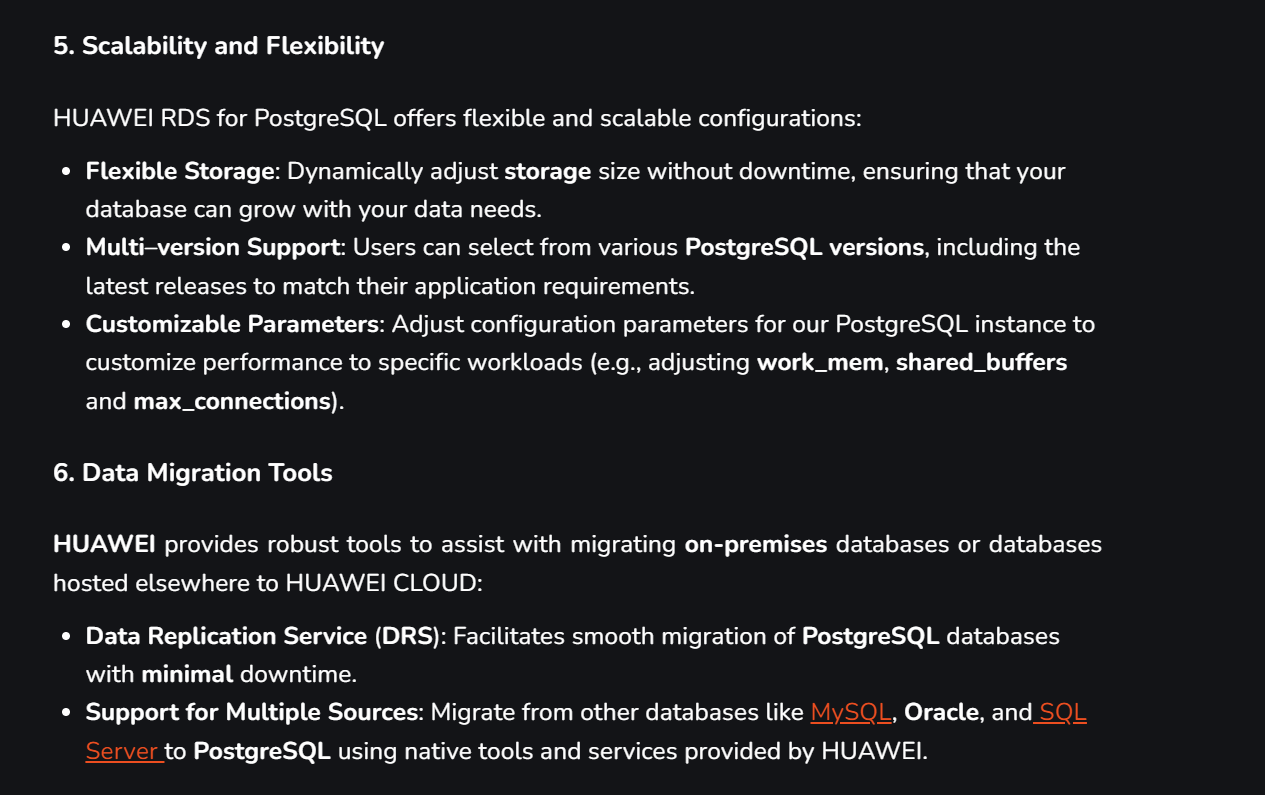 5. Scalability and Flexibility
HUAWEI RDS for PostgreSQL offers flexible and scalable configurations:
• Flexible Storage: Dynamically adjust storage size without downtime, ensuring that your
database can grow with your data needs.
• Multi–version Support: Users can select from various PostgreSQL versions, including the
latest releases to match their application requirements.
• Customizable Parameters: Adjust configuration parameters for our PostgreSQL instance to
customize performance to specific workloads (e.g., adjusting work_mem, shared_buffers
and max_connections).
6. Data Migration Tools
HUAWEI provides robust tools to assist with migrating on-premises databases or databases
hosted elsewhere to HUAWEI CLOUD:
• Data Replication Service (DRS): Facilitates smooth migration of PostgreSQL databases
with minimal downtime.
• Support for Multiple Sources: Migrate from other databases like MySQL, Oracle, and SQL
Server to PostgreSQL using native tools and services provided by HUAWEI.